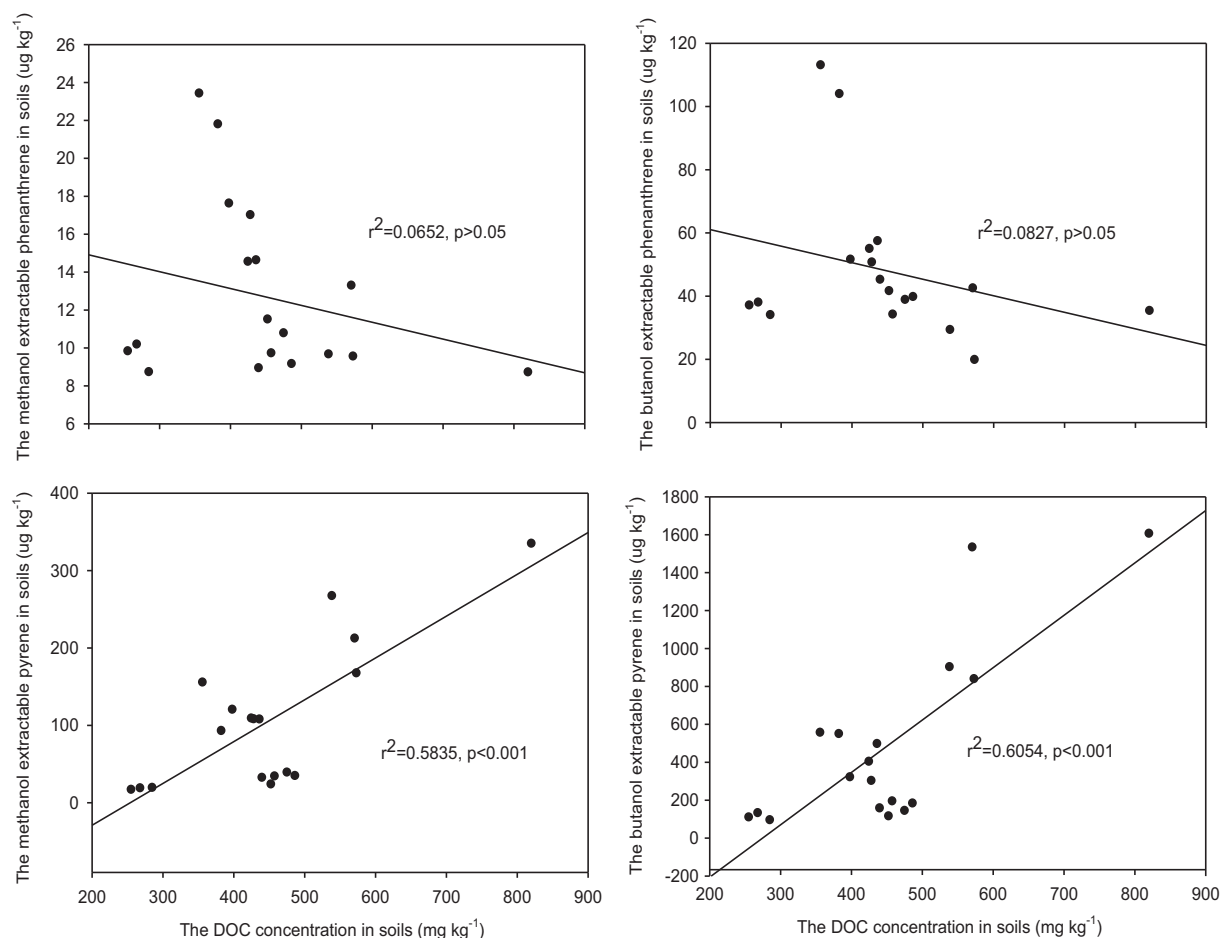 The methanol extractable phenanthrene in soils (ug kg-1)
26
24
22
20
18
16
14
12
10
8
6
r2=0.0652, p>0.05
The butanol extractable phenanthrene in soils (ug kg-1)
120
100
80
60
40
20
0
r2=0.0827, p>0.05
The methanol extractable pyrene in soils (ug kg-1)
400
300
200
100
0
r2=0.5835, p<0.001
200 300 400 500 600 700 800 900
The DOC concentration in soils (mg kg-1)
The butanol extractable pyrene in soils (ug kg-1)
1800
1600
1400
1200
1000
800
600
400
200
0
-200
r2=0.6054, p<0.001
200 300 400 500 600 700 800 900
The DOC concentration in soils (mg kg-1)